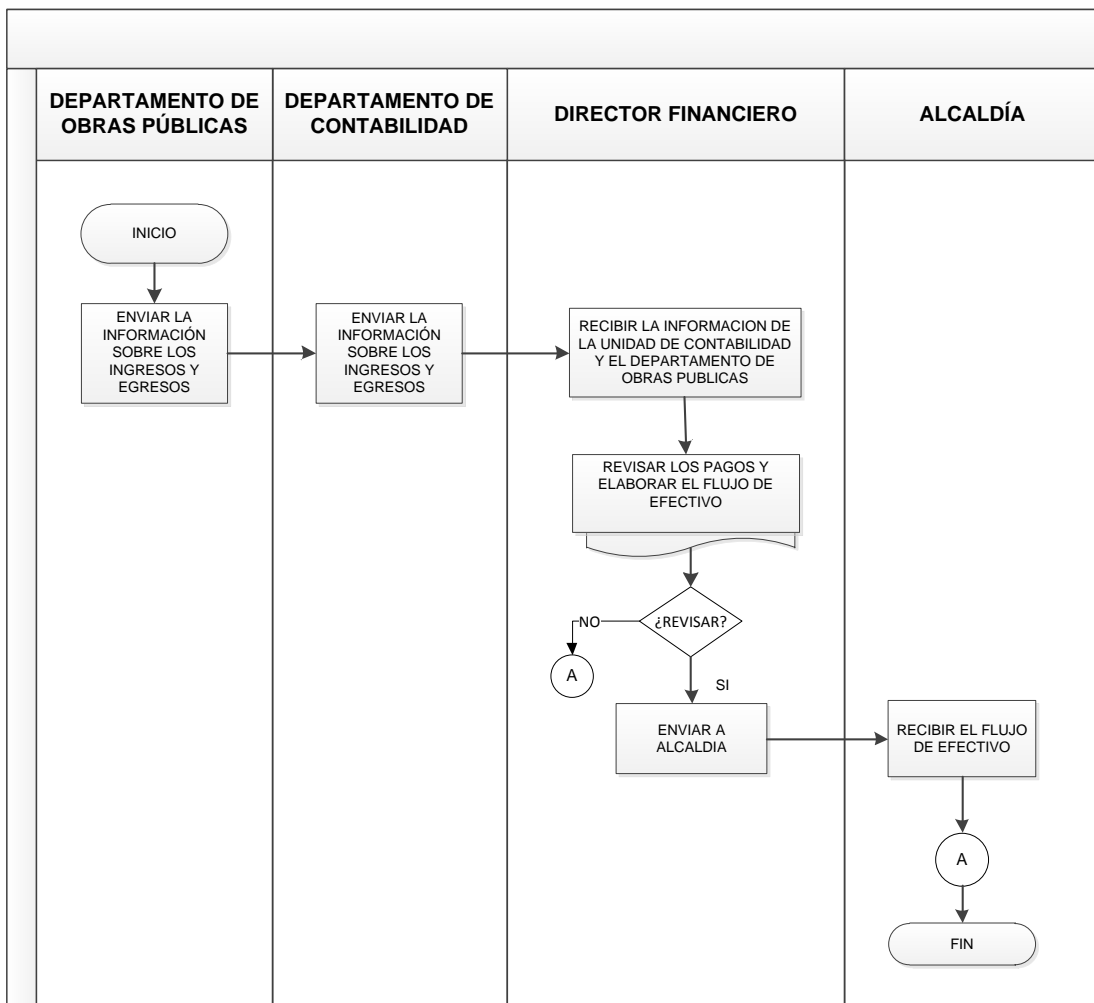 DEPARTAMENTO DE
OBRAS PÚBLICAS
DEPARTAMENTO DE
CONTABILIDAD
DIRECTOR FINANCIERO
ALCALDÍA
INICIO
ENVIAR LA
INFORMACIÓN
SOBRE LOS
INGRESOS Y
EGRESOS
ENVIAR LA
INFORMACIÓN
SOBRE LOS
INGRESOS Y
EGRESOS
RECIBIR LA INFORMACION DE
LA UNIDAD DE CONTABILIDAD
Y EL DEPARTAMENTO DE
OBRAS PUBLICAS
REVISAR LOS PAGOS Y
ELABORAR EL FLUJO DE
EFECTIVO
¿REVISAR?
NO
A
SI
ENVIAR A
ALCALDIA
RECIBIR EL FLUJO
DE EFECTIVO
A
FIN